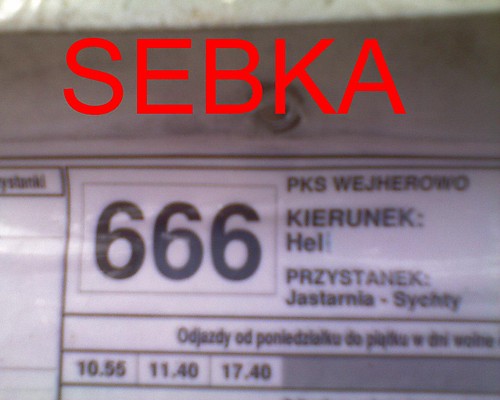 SEBKA
ystanki
666
PKS WEJHEROWO
KIERUNEK:
Hel
PRZYSTANEK:
Jastarnia - Sychty
Odjazdy od poniedziałku do piątku w dni wolne
10.55 11.40 17.40